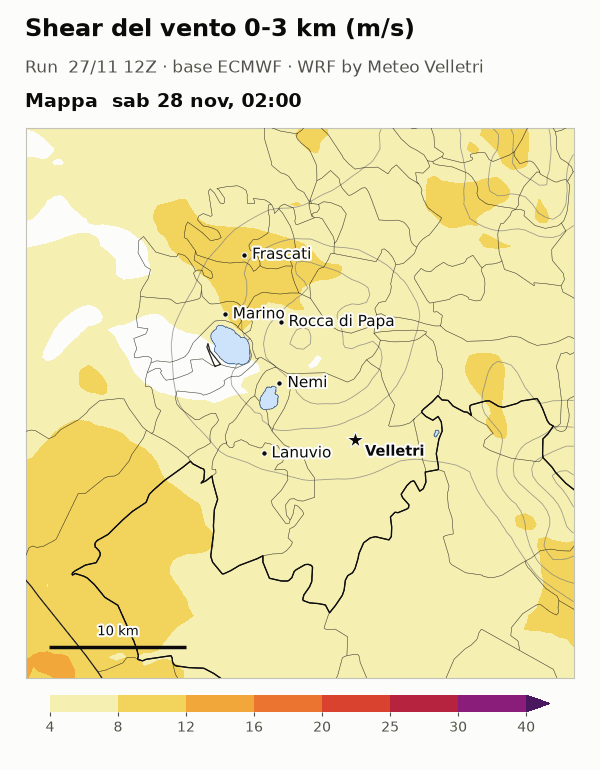 Shear del vento 0-3 km (m/s)
Run  27/11 12Z · base ECMWF · WRF by Meteo Velletri
Mappa  sab 28 nov, 02:00
Frascati
Marino
Rocca di Papa
Nemi
Velletri
Lanuvio
10 km
4 8 12 16 20 25 30 40